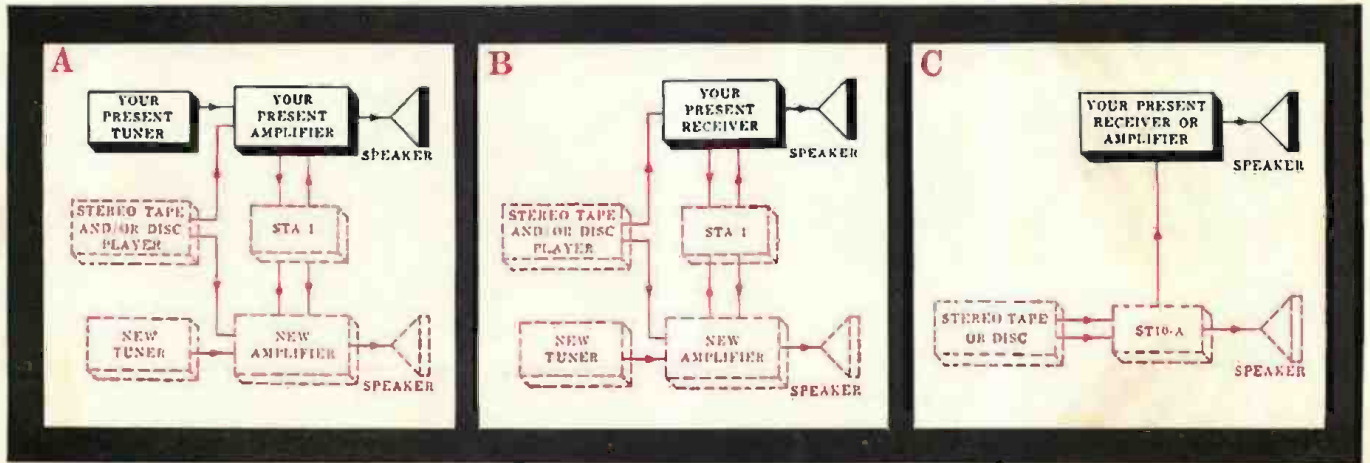 A
YOUR
PRESENT
TUNER
YOUR
PRESENT
AMPLIFIER
SPEAKER
STEREO TAPE
AND/OR DISC
PLAYER
STA 1
NEW
TUNER
NEW
AMPLIFIER
SPEAKER
B
YOUR
PRESENT
RECEIVER
SPEAKER
STEREO TAPE
AND/OR DISC
PLAYER
STA 1
NEW
TUNER
NEW
AMPLIFIER
SPEAKER
C
YOUR PRESENT
RECEIVER OR
AMPLIFIER
SPEAKER
STEREO TAPE
OR DISC
ST10-A
SPEAKER